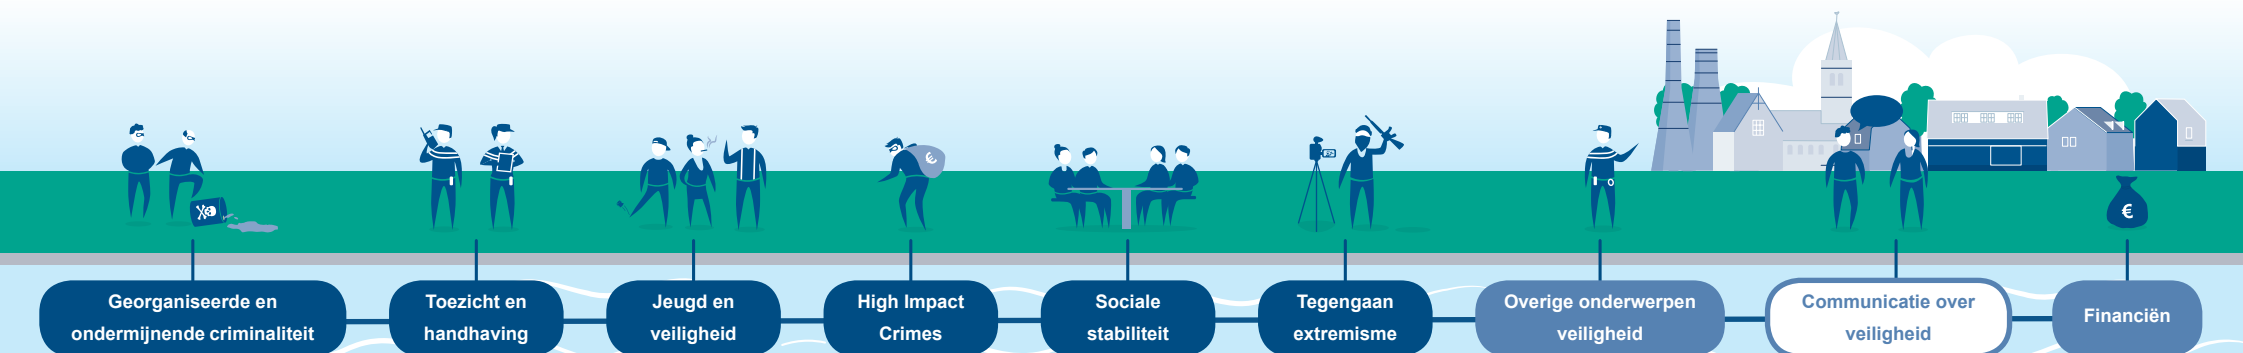 €
€
Georganiseerde en
ondermijnende criminaliteit
Toezicht en
handhaving
Jeugd en
veiligheid
High Impact
Crimes
Sociale
stabiliteit
Tegengaan
extremisme
Overige onderwerpen
veiligheid
Communicatie over
veiligheid
Financiën